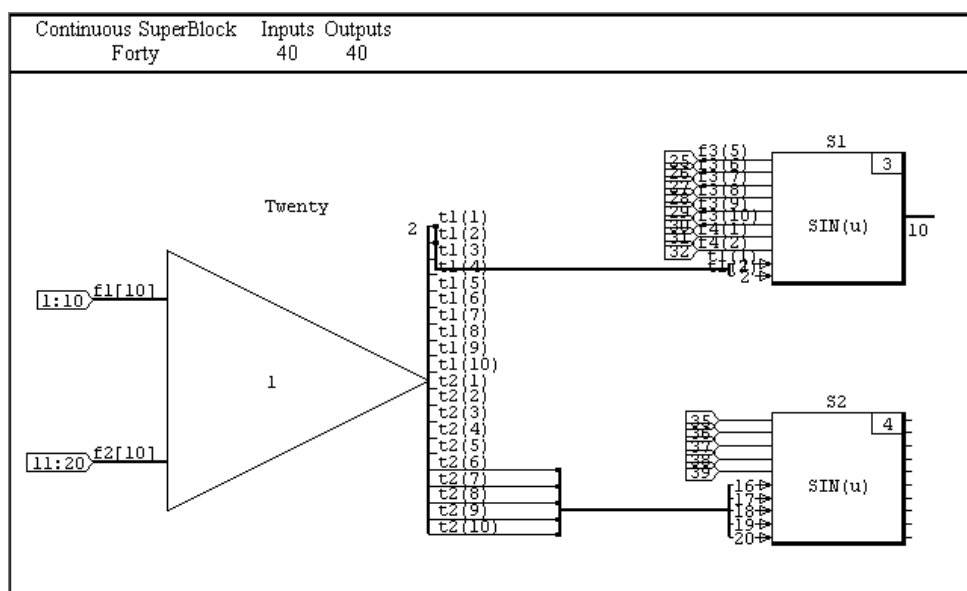 Continuous SuperBlock Inputs Outputs
Forty 40 40
S1
3
SIN(u)
10
25 f3(5)
26 f3(6)
27 f3(7)
28 f3(8)
29 f3(9)
30 f3(10)
31 f4(1)
32 f4(2)
2
Twenty
2
t1(1)
t1(2)
t1(3)
t1(4)
t1(5)
t1(6)
t1(7)
t1(8)
t1(9)
t1(10)
t2(1)
t2(2)
t2(3)
t2(4)
t2(5)
t2(6)
t2(7)
t2(8)
t2(9)
t2(10)
1:10 f1[10]
1
11:20 f2[10]
S2
4
SIN(u)
35
36
37
38
39
16
17
18
19
20